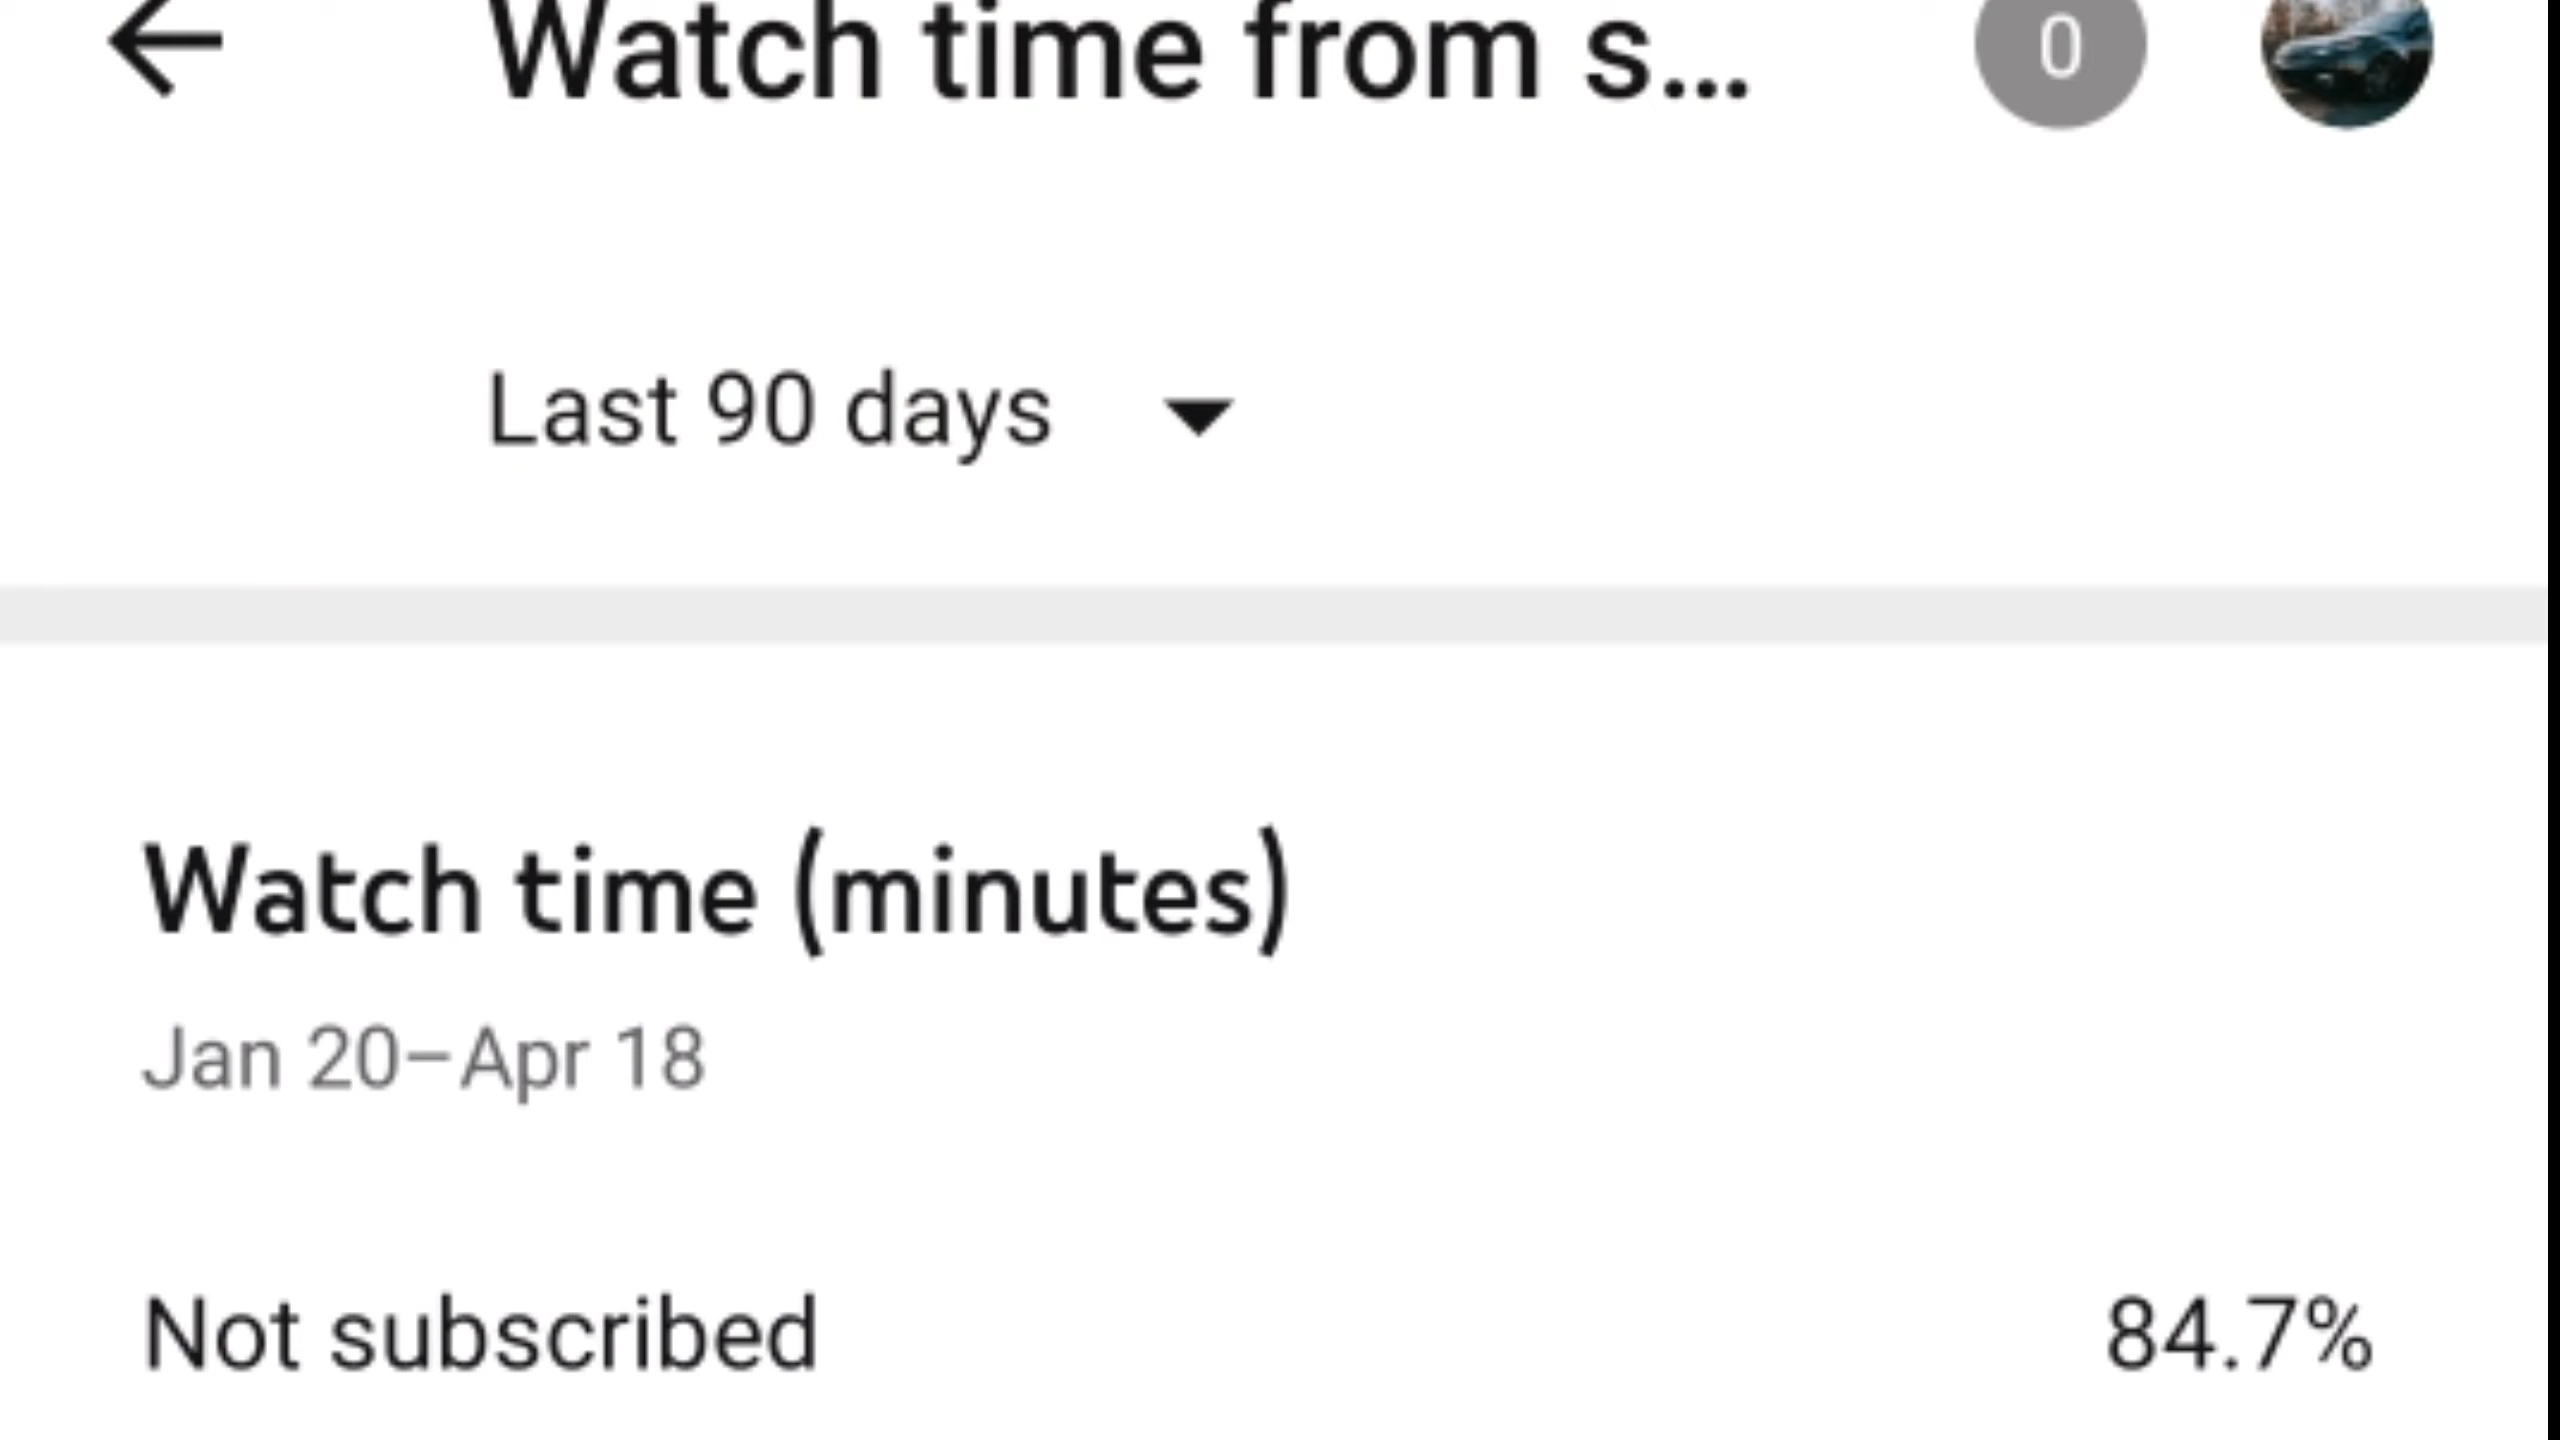 Watch time from s...
0
Last 90 days
Watch time (minutes)
Jan 20–Apr 18
Not subscribed
84.7%